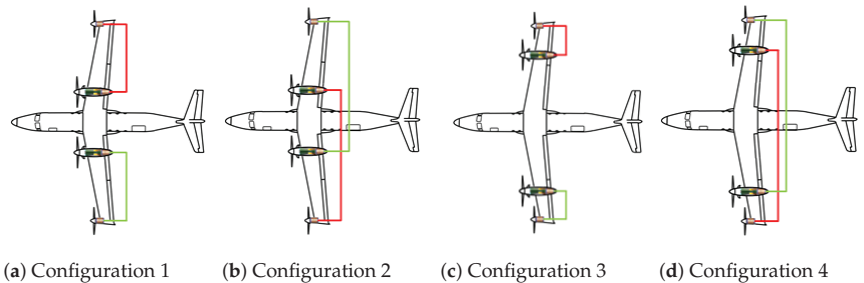 (a) Configuration 1
(b) Configuration 2
(c) Configuration 3
(d) Configuration 4